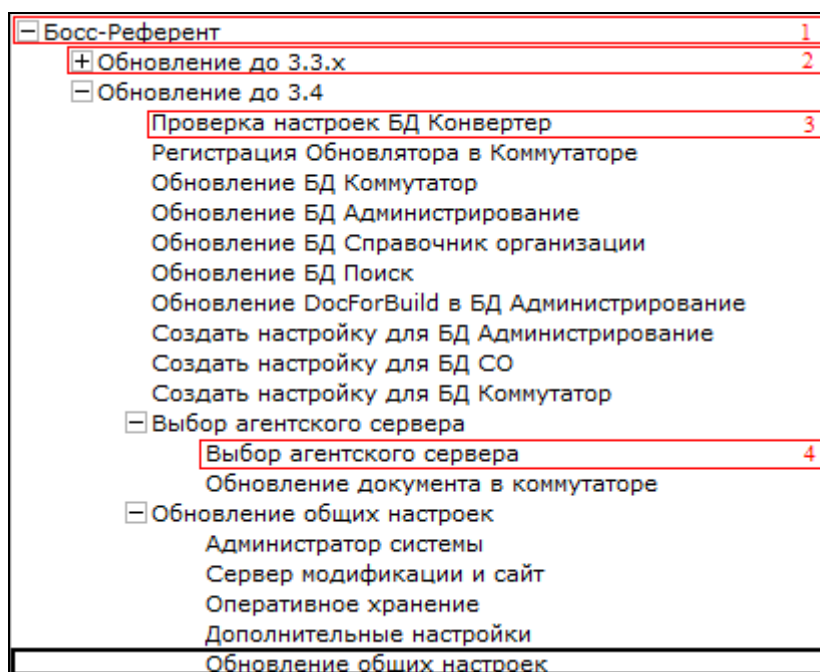 Босс-Референт 1
Обновление до 3.3.x 2
Обновление до 3.4
Проверка настроек БД Конвертер 3
Регистрация Обновлятора в Коммутаторе
Обновление БД Коммутатор
Обновление БД Администрирование
Обновление БД Справочник организации
Обновление БД Поиск
Обновление DocForBuild в БД Администрирование
Создать настройку для БД Администрирование
Создать настройку для БД СО
Создать настройку для БД Коммутатор
Выбор агентского сервера
Выбор агентского сервера 4
Обновление документа в коммутаторе
Обновление общих настроек
Администратор системы
Сервер модификации и сайт
Оперативное хранение
Дополнительные настройки
Обновление общих настроек